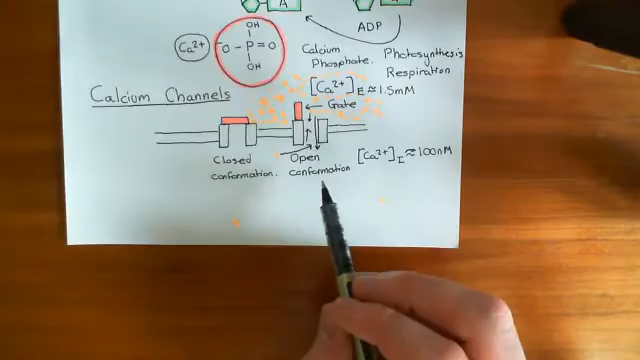 A
A
ADP
OH
Ca2+ -O-P=O
OH
Calcium
Phosphate.
Photosynthesis
Respiration
Calcium Channels
[Ca2+]E≈1.5mM
Gate
Closed
conformation.
Open
conformation
[Ca2+]I≈100nM